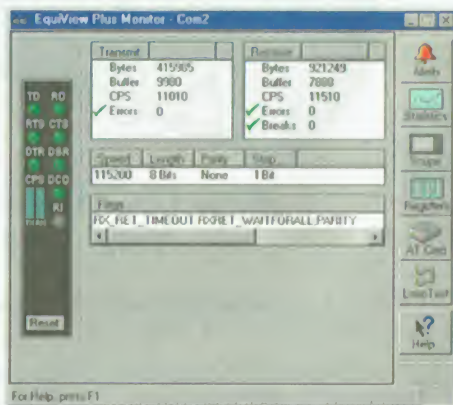 EquiView Plus Monitor - Com2
Transmit
Bytes 415985
Buffer 9980
CPS 11010
Errors 0
Receive
Bytes 921249
Buffer 7888
CPS 11510
Errors 0
Breaks 0
TD RD
RTS CTS
DTR DSR
CPS DCD
RI
Reset
Speed Length Parity Stop
115200 8 Bits None 1 Bit
Flags
PARITY
Alerts
Statistics
Scope
Registers
AT Cmd
LoopTest
Help
For Help, press F1